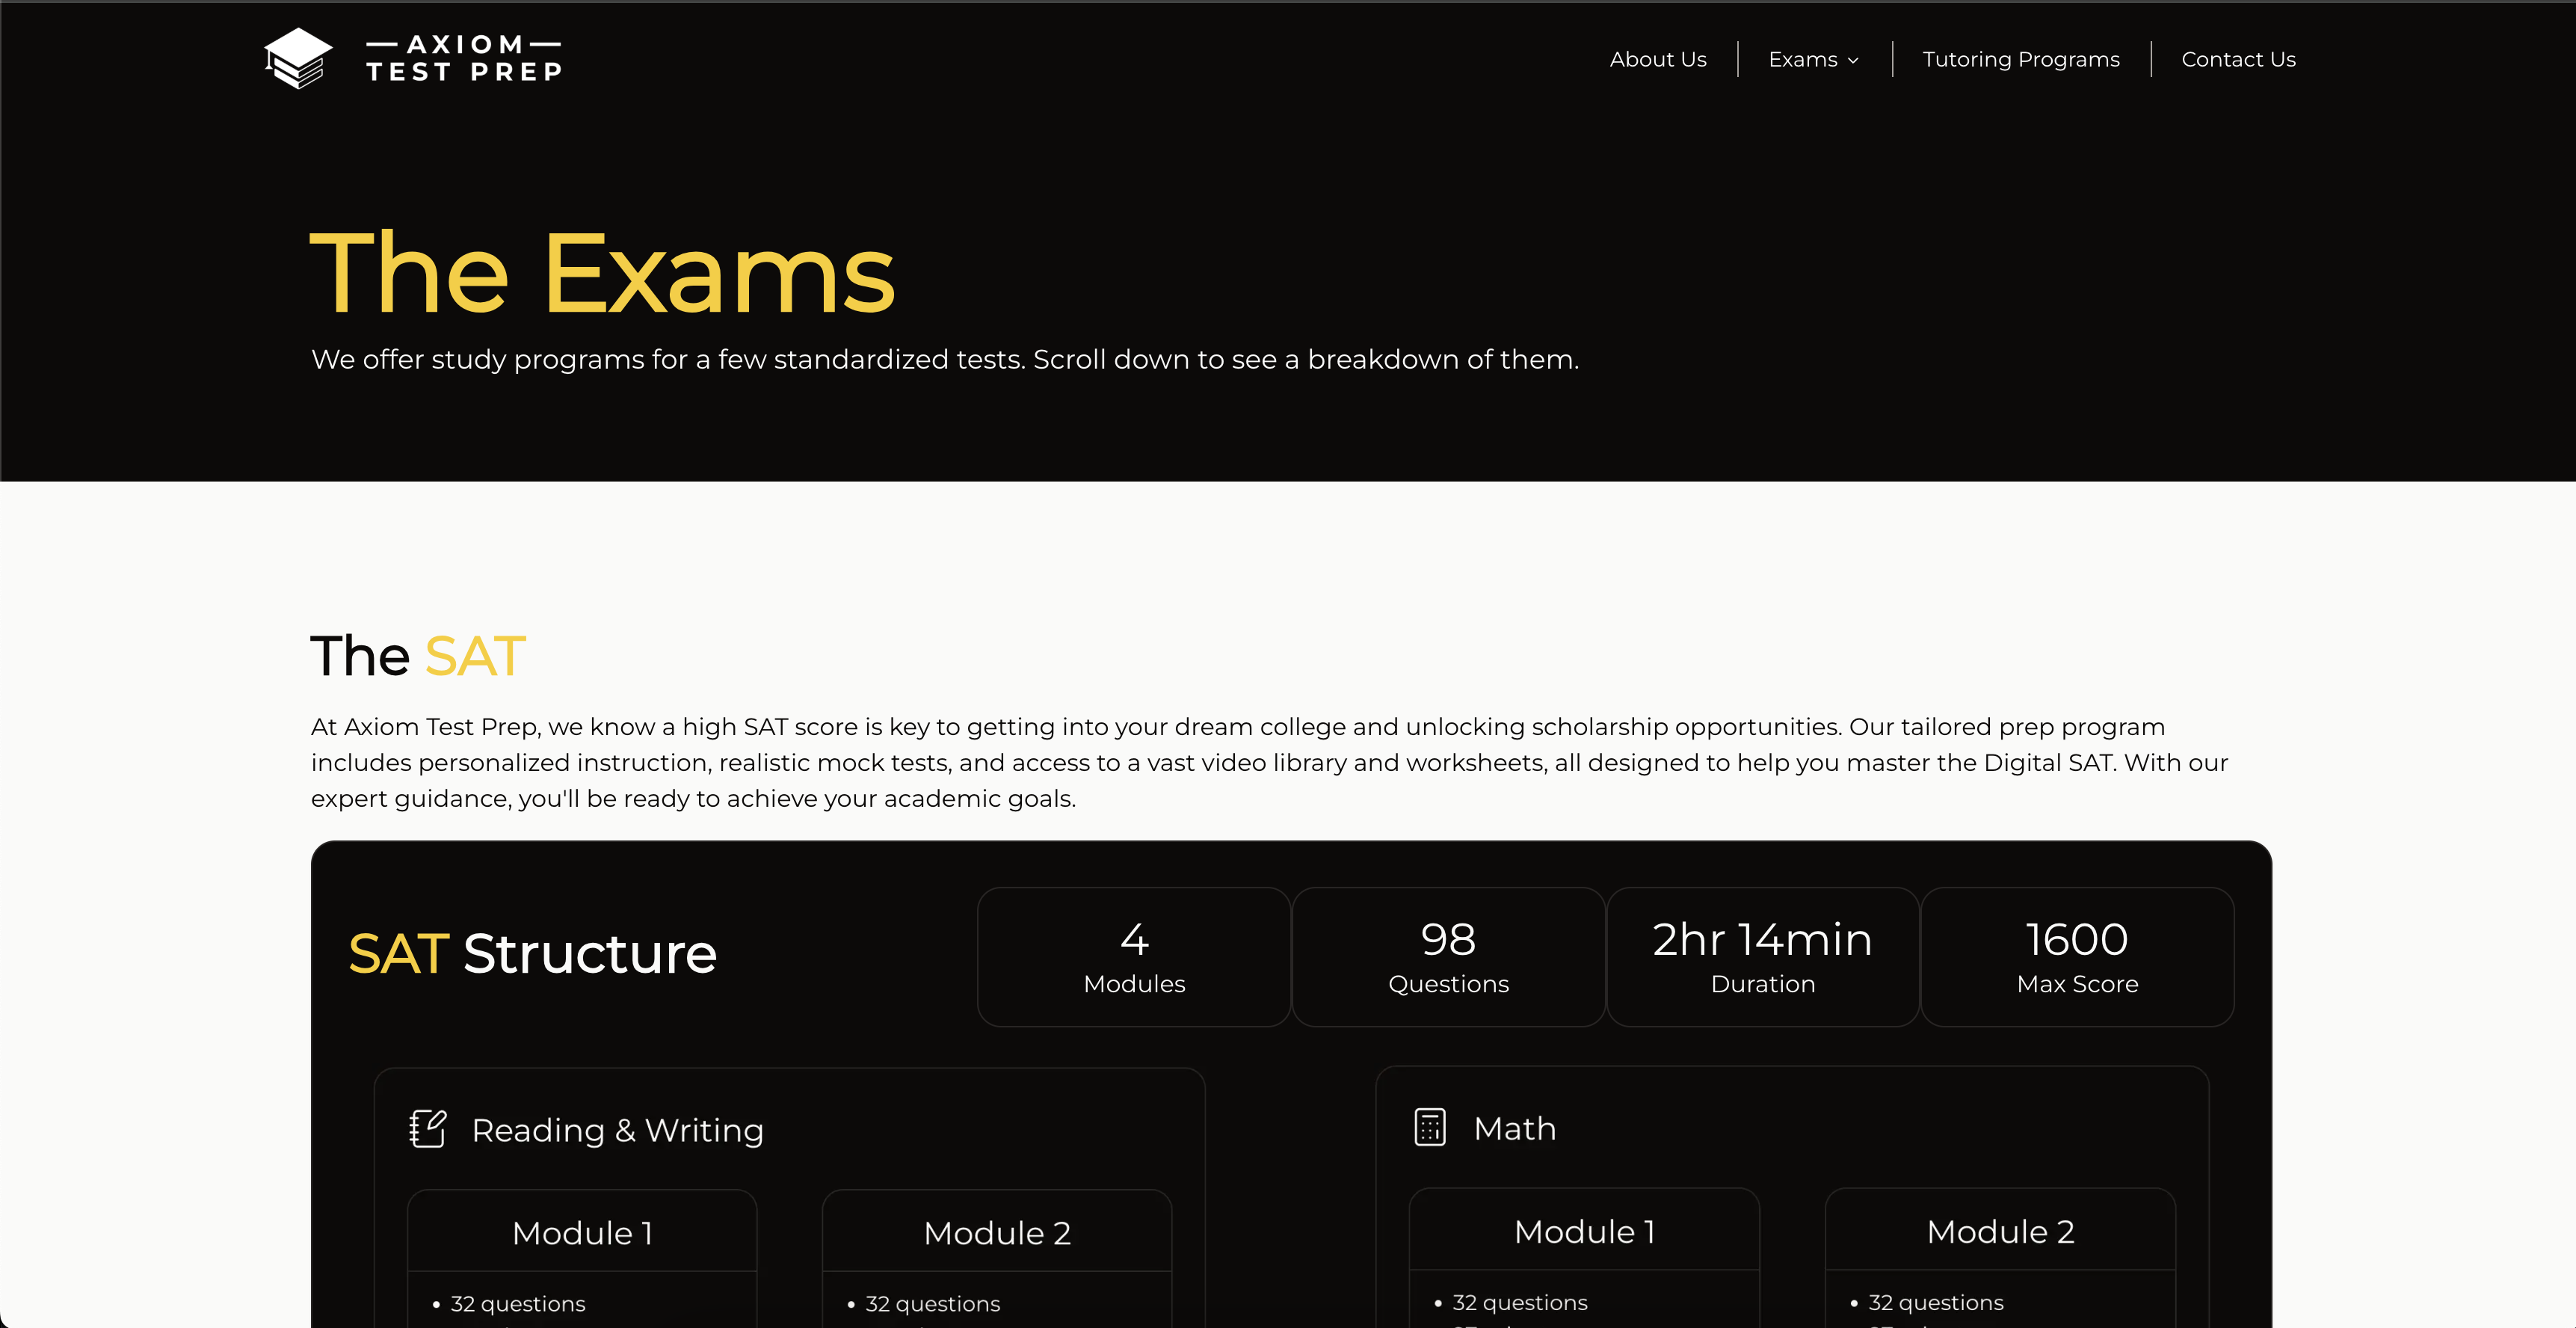 AXIOM
TEST PREP
About Us
Exams
Tutoring Programs
Contact Us
The Exams
We offer study programs for a few standardized tests. Scroll down to see a breakdown of them.
The SAT
At Axiom Test Prep, we know a high SAT score is key to getting into your dream college and unlocking scholarship opportunities. Our tailored prep program
includes personalized instruction, realistic mock tests, and access to a vast video library and worksheets, all designed to help you master the Digital SAT. With our
expert guidance, you'll be ready to achieve your academic goals.
SAT Structure
4
Modules
98
Questions
2hr 14min
Duration
1600
Max Score
Reading & Writing
Module 1
• 32 questions
Module 2
• 32 questions
Math
Module 1
• 32 questions
Module 2
• 32 questions